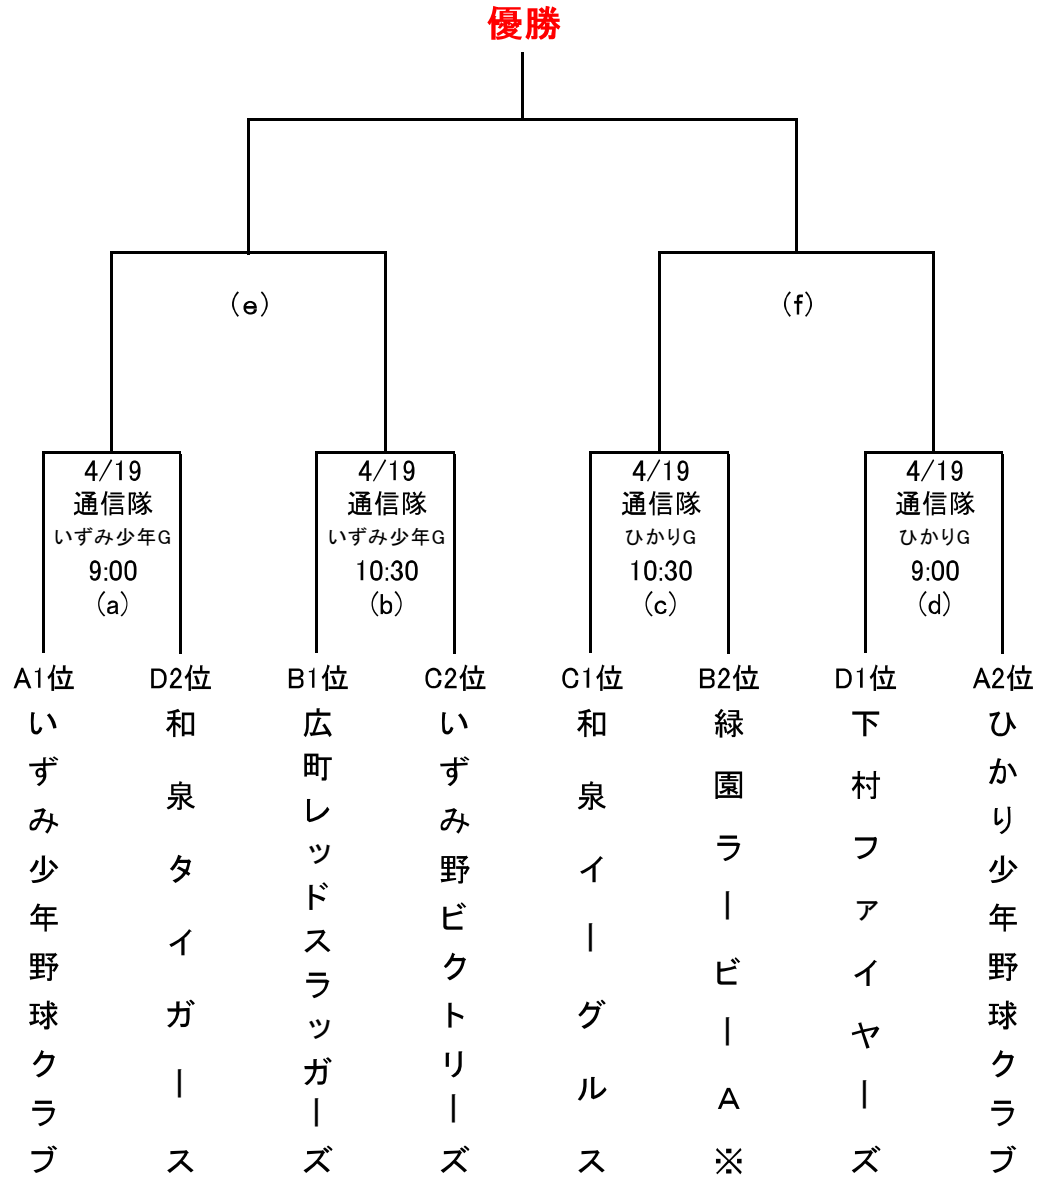 優勝
(e)
(f)
4/19
通信隊
いずみ少年G
9:00
(a)
4/19
通信隊
いずみ少年G
10:30
(b)
4/19
通信隊
ひかりG
10:30
(c)
4/19
通信隊
ひかりG
9:00
(d)
A1位
いずみ少年野球クラブ
D2位
和泉タイガース
B1位
広町レッドスラッガーズ
C2位
いずみ野ビクトリーズ
C1位
和泉イーグルス
B2位
緑園ラービーA※
D1位
下村ファイヤーズ
A2位
ひかり少年野球クラブ